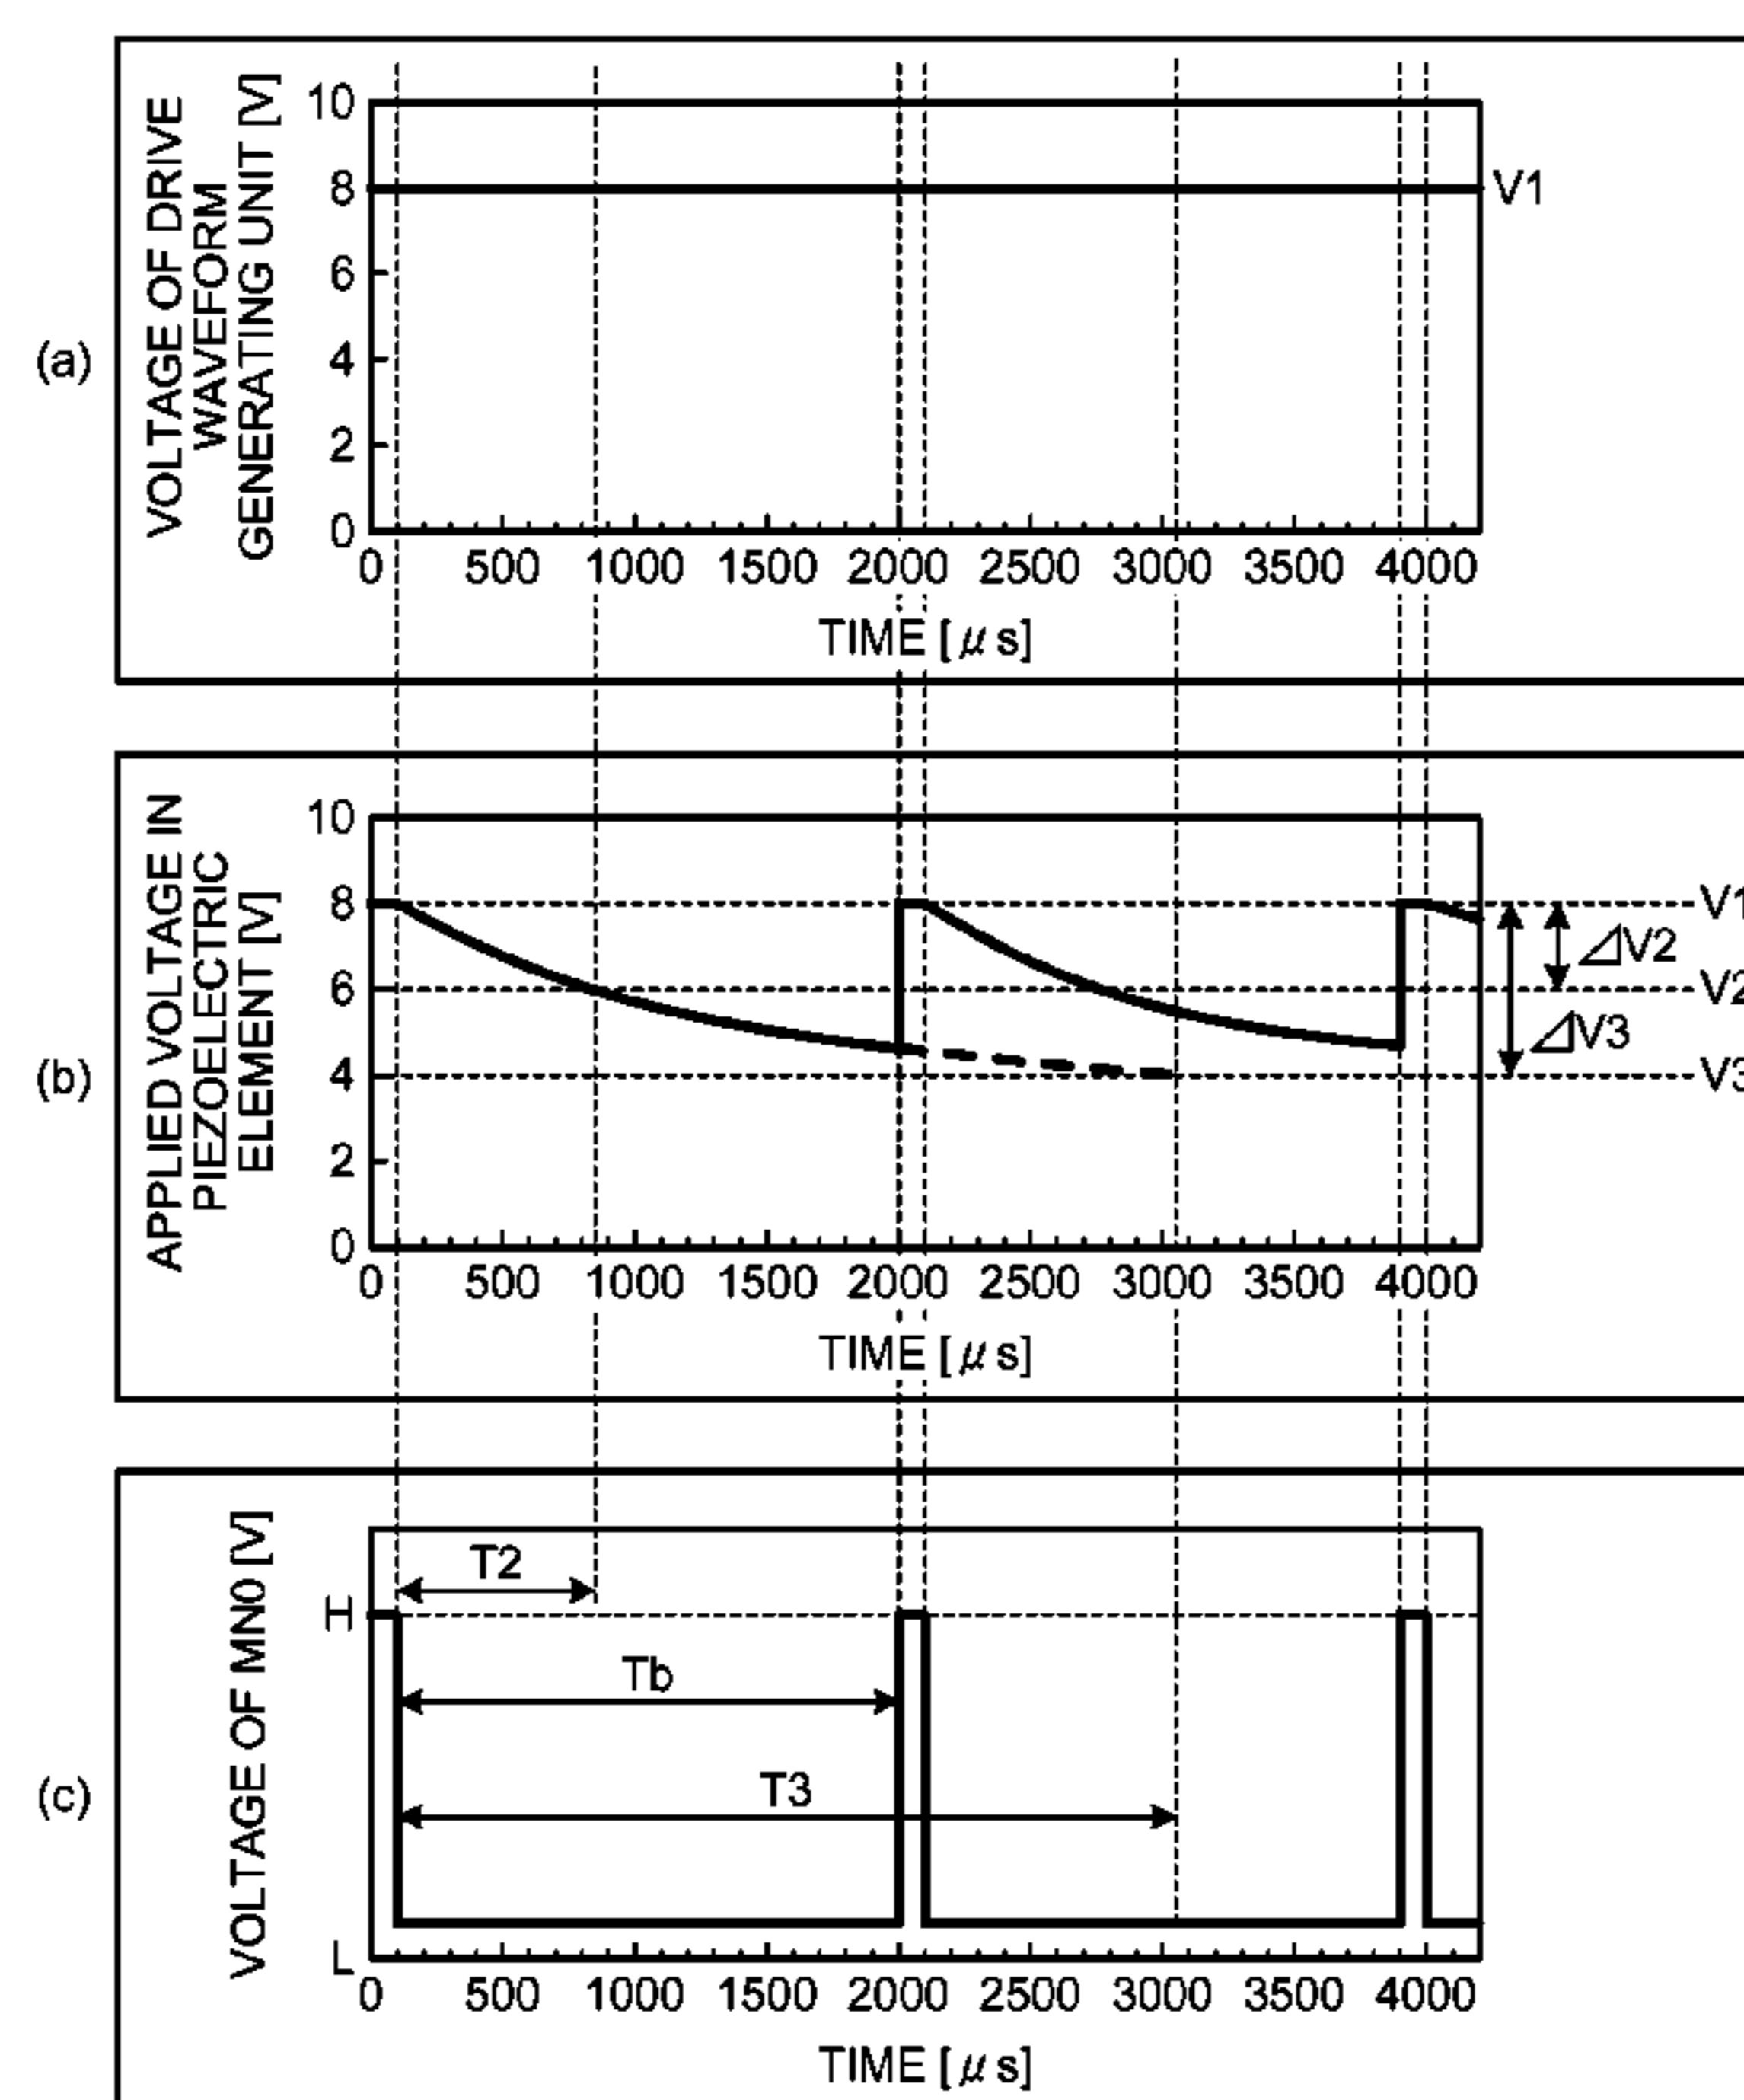 (a)
VOLTAGE OF DRIVE
WAVEFORM
GENERATING UNIT [V]
10
8
6
4
2
0
V1
0 500 1000 1500 2000 2500 3000 3500 4000
TIME [μs]
(b)
APPLIED VOLTAGE IN
PIEZOELECTRIC
ELEMENT [V]
10
8
6
4
2
0
V1
⊿V2
V2
⊿V3
V3
0 500 1000 1500 2000 2500 3000 3500 4000
TIME [μs]
(c)
VOLTAGE OF MN0 [V]
T2
H
Tb
T3
L
0 500 1000 1500 2000 2500 3000 3500 4000
TIME [μs]